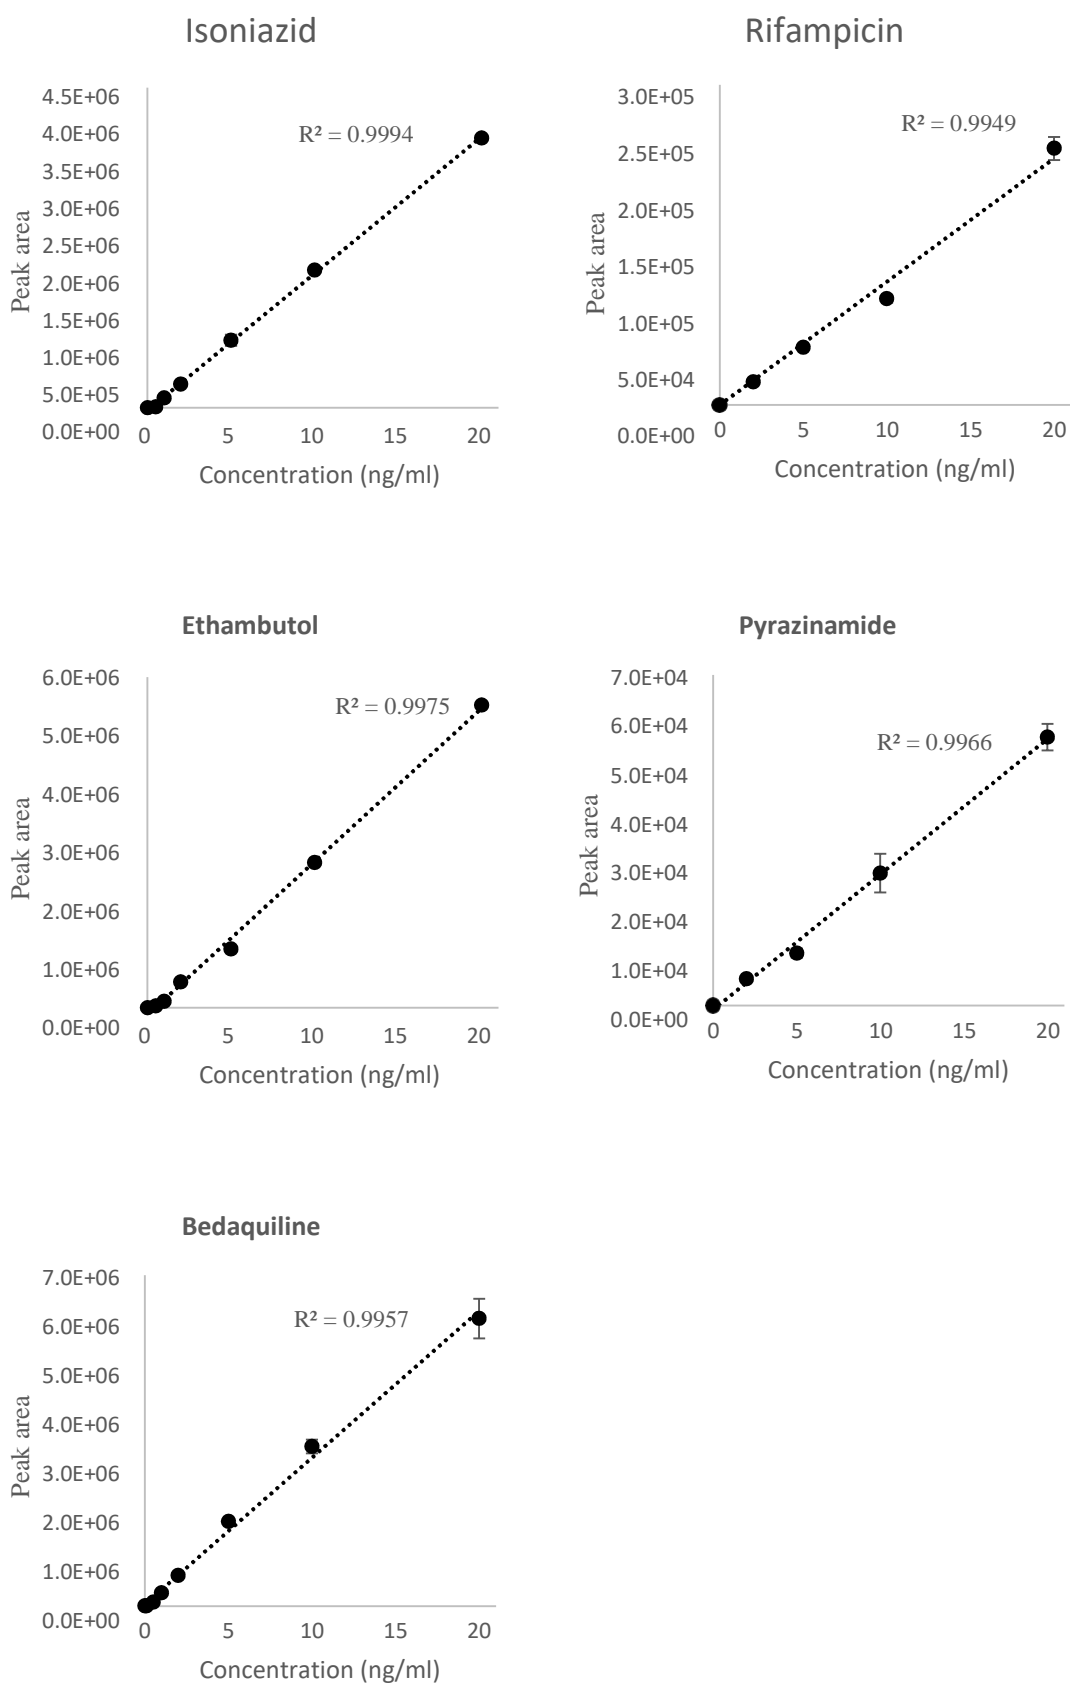 Isoniazid
4.5E+06
4.0E+06
3.5E+06
3.0E+06
2.5E+06
2.0E+06
1.5E+06
1.0E+06
5.0E+05
0.0E+00
Peak area
R² = 0.9994
0 5 10 15 20
Concentration (ng/ml)
Rifampicin
3.0E+05
2.5E+05
2.0E+05
1.5E+05
1.0E+05
5.0E+04
0.0E+00
Peak area
R² = 0.9949
0 5 10 15 20
Concentration (ng/ml)
Ethambutol
6.0E+06
5.0E+06
4.0E+06
3.0E+06
2.0E+06
1.0E+06
0.0E+00
Peak area
R² = 0.9975
0 5 10 15 20
Concentration (ng/ml)
Pyrazinamide
7.0E+04
6.0E+04
5.0E+04
4.0E+04
3.0E+04
2.0E+04
1.0E+04
0.0E+00
Peak area
R² = 0.9966
0 5 10 15 20
Concentration (ng/ml)
Bedaquiline
7.0E+06
6.0E+06
5.0E+06
4.0E+06
3.0E+06
2.0E+06
1.0E+06
0.0E+00
Peak area
R² = 0.9957
0 5 10 15 20
Concentration (ng/ml)